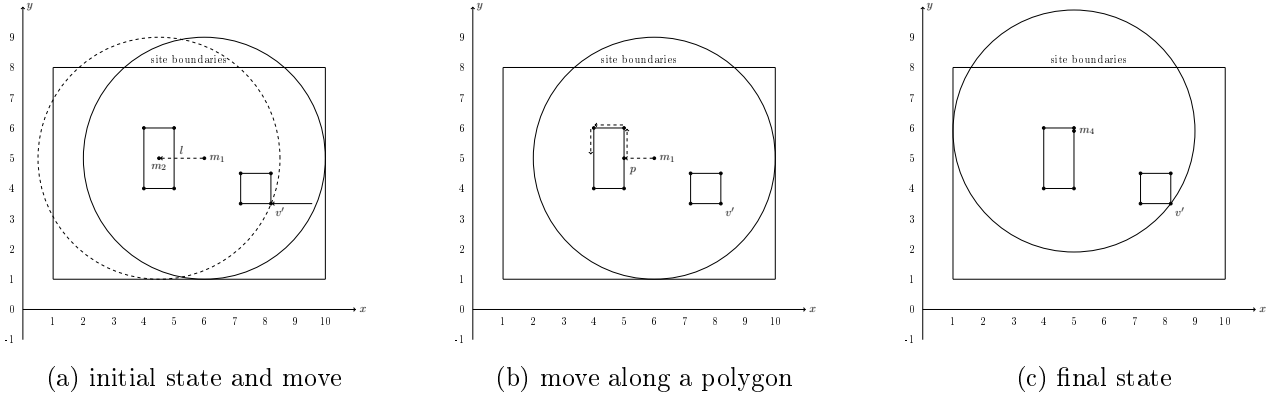 y
9
site boundaries
8
7
6
l
m₁
5
m₂
4
v′
3
2
1
0
x
1 2 3 4 5 6 7 8 9 10
-1
(a) initial state and move
y
9
site boundaries
8
7
6
5
m₁
p
4
v′
3
2
1
0
x
1 2 3 4 5 6 7 8 9 10
-1
(b) move along a polygon
y
9
site boundaries
8
7
6
m₄
5
4
v′
3
2
1
0
x
1 2 3 4 5 6 7 8 9 10
-1
(c) final state